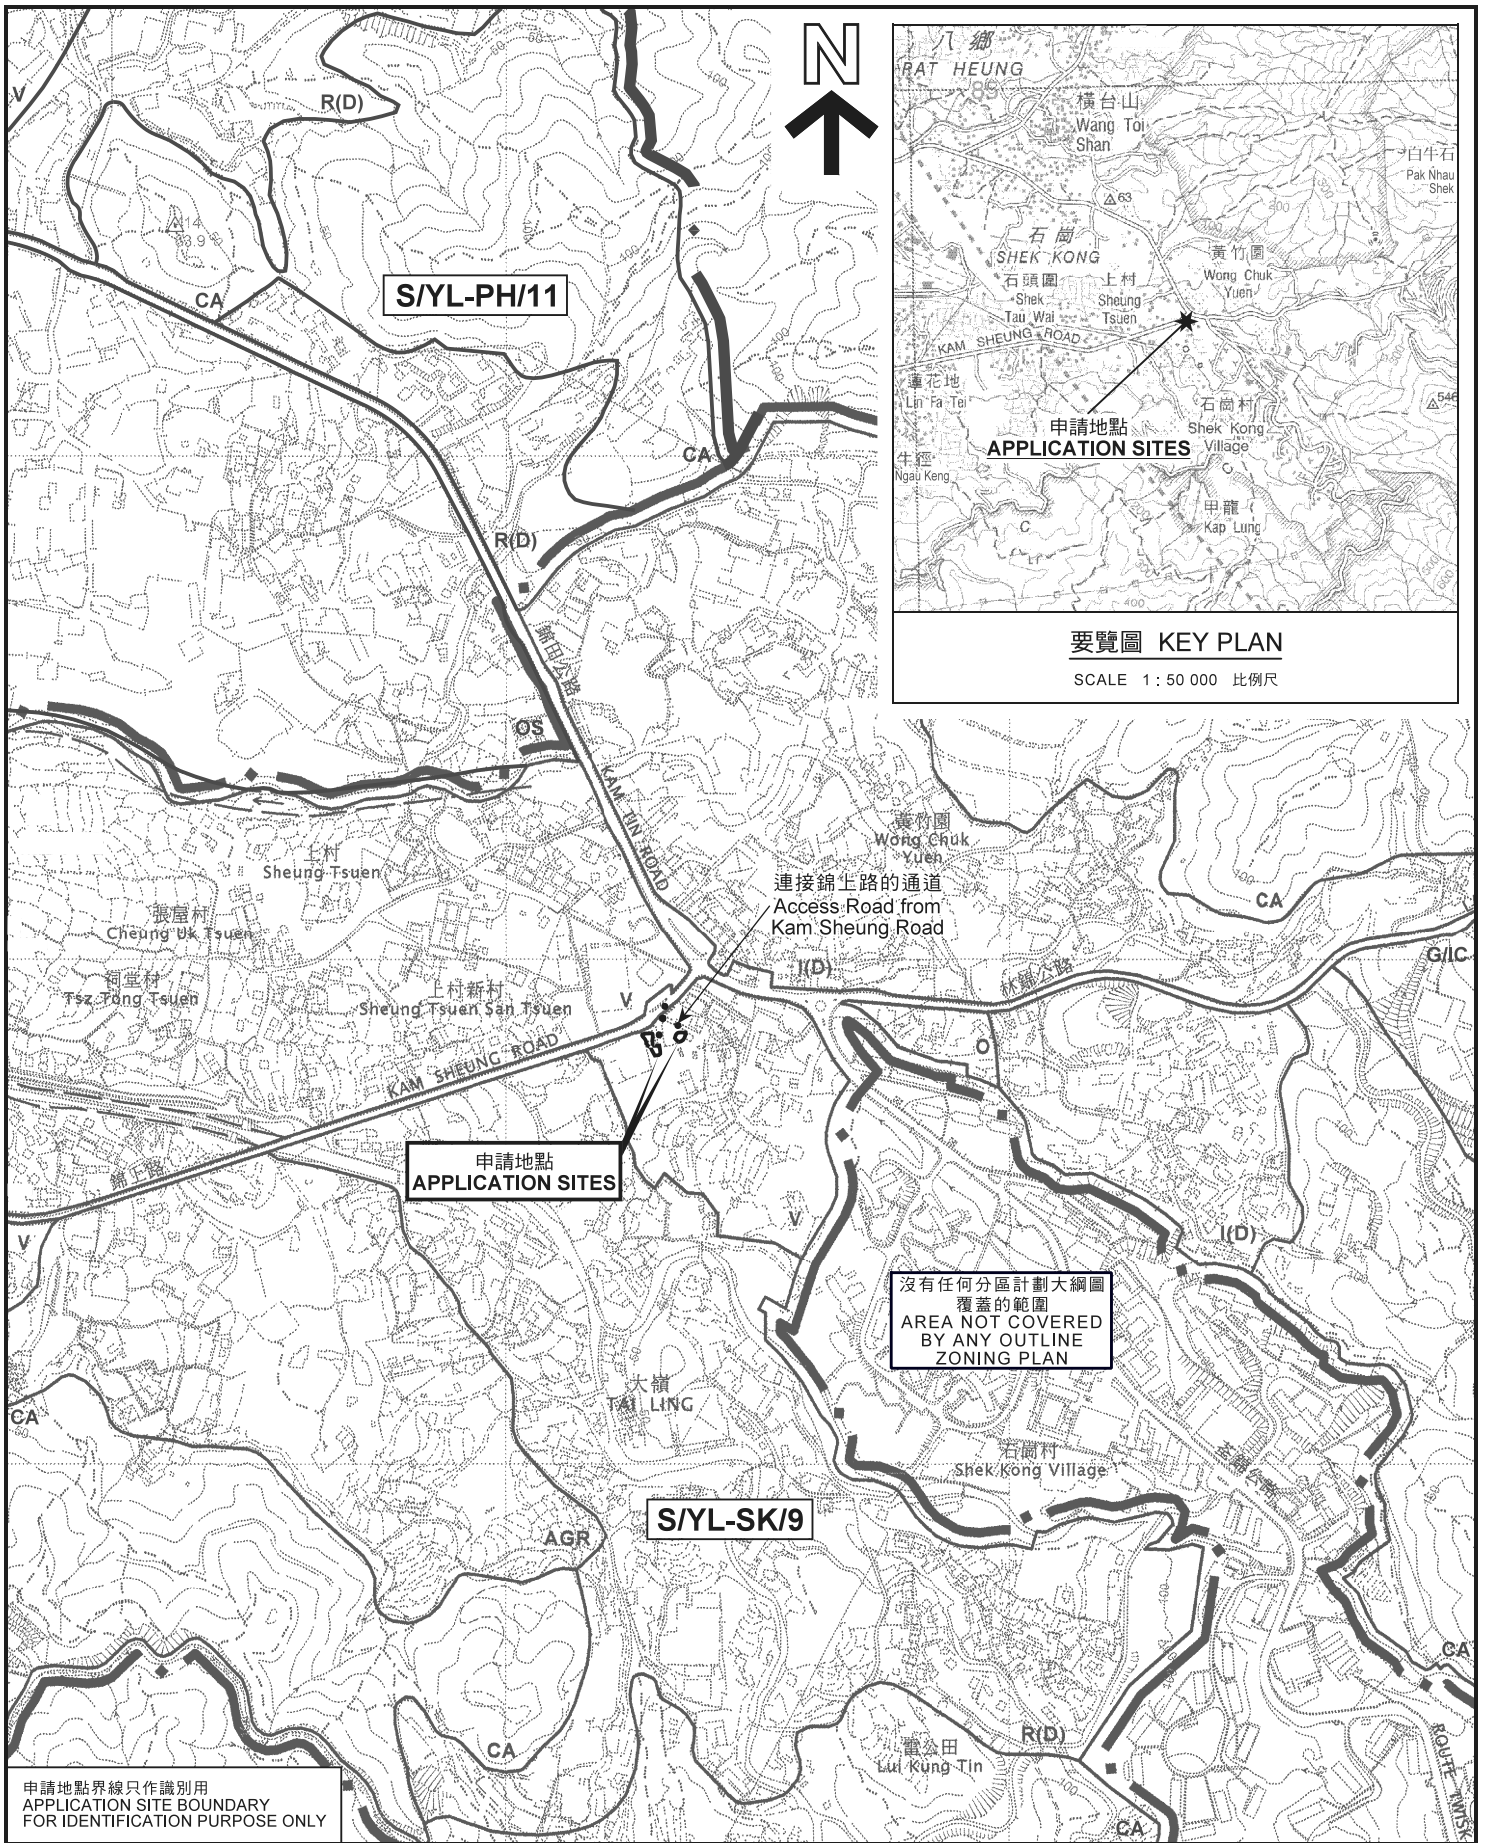 V
R(D)
N
八鄉
PAT HEUNG
橫台山
Wang Toi
Shan
白牛石
Pak Nhau
Shek
63
200
石崗
SHEK KONG
黃竹園
Wong Chuk
Yuen
石頭圍
Shek
Tau Wai
上村
Sheung
Tsuen
KAM SHEUNG ROAD
蓮花地
Lin Fa Tei
申請地點
APPLICATION SITES
石崗村
Shek Kong
Village
牛徑
Ngau Keng
甲龍
Kap Lung
C
C
400
要覽圖 KEY PLAN
SCALE 1 : 50 000 比例尺
63.9
CA
S/YL-PH/11
CA
R(D)
錦田公路
OS
KAM TIN ROAD
上村
Sheung Tsuen
黃竹園
Wong Chuk
Yuen
連接錦上路的通道
Access Road from
Kam Sheung Road
CA
張屋村
Cheung Uk Tsuen
G/IC
I(D)
林錦公路
祠堂村
Tsz Tong Tsuen
上村新村
Sheung Tsuen San Tsuen
V
O
KAM SHEUNG ROAD
申請地點
APPLICATION SITES
錦上路
V
V
I(D)
沒有任何分區計劃大綱圖
覆蓋的範圍
AREA NOT COVERED
BY ANY OUTLINE
ZONING PLAN
大嶺
TAI LING
CA
石崗村
Shek Kong Village
荃錦公路
S/YL-SK/9
AGR
CA
R(D)
雷公田
Lui Kung Tin
CA
ROUTE TWISK
CA
申請地點界線只作識別用
APPLICATION SITE BOUNDARY
FOR IDENTIFICATION PURPOSE ONLY